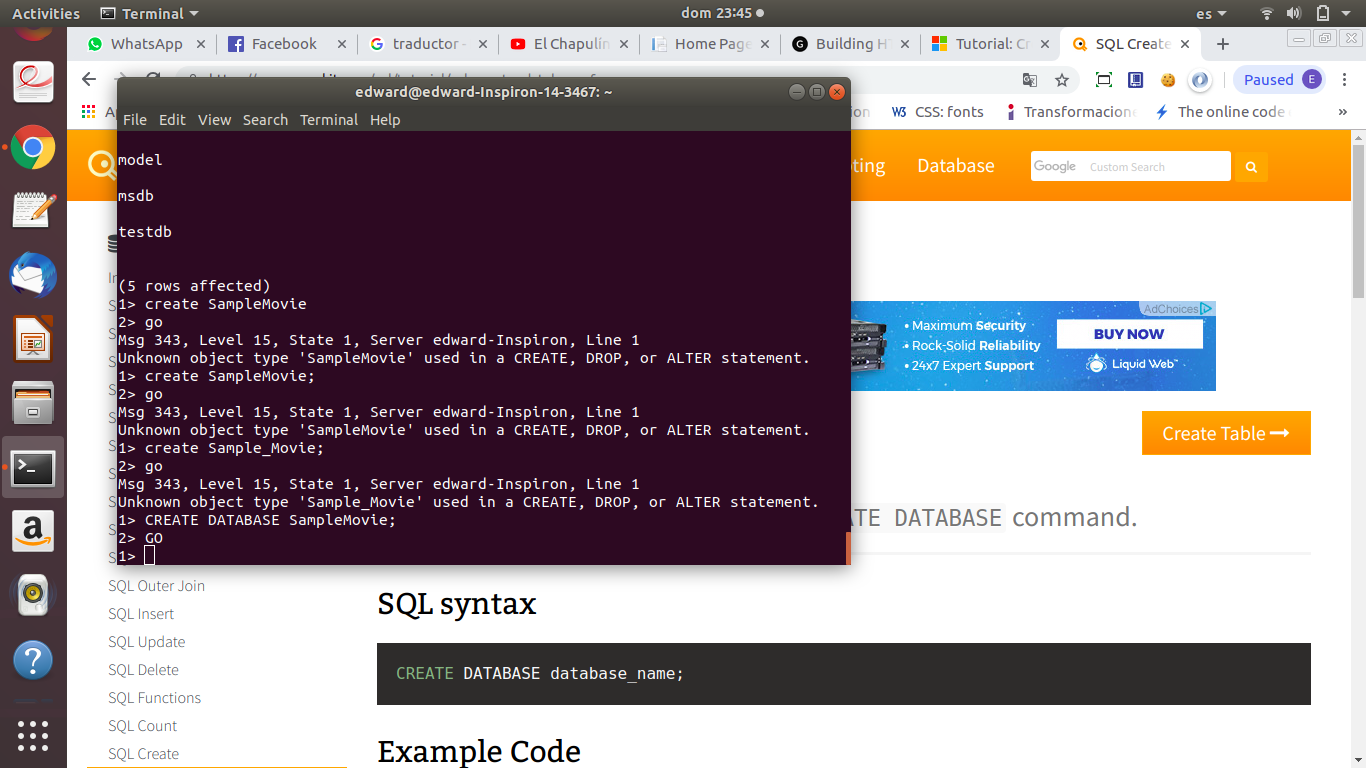 Activities Terminal dom 23:45 es
WhatsApp Facebook traductor - El Chapulín Home Page Building HT Tutorial: Cr SQL Create
Paused E
CSS: fonts Transformacione The online code »
edward@edward-Inspiron-14-3467: ~
File Edit View Search Terminal Help
model
msdb
testdb
(5 rows affected)
1> create SampleMovie
2> go
Msg 343, Level 15, State 1, Server edward-Inspiron, Line 1
Unknown object type 'SampleMovie' used in a CREATE, DROP, or ALTER statement.
1> create SampleMovie;
2> go
Msg 343, Level 15, State 1, Server edward-Inspiron, Line 1
Unknown object type 'SampleMovie' used in a CREATE, DROP, or ALTER statement.
1> create Sample_Movie;
2> go
Msg 343, Level 15, State 1, Server edward-Inspiron, Line 1
Unknown object type 'Sample_Movie' used in a CREATE, DROP, or ALTER statement.
1> CREATE DATABASE SampleMovie;
2> GO
1>
ting Database Google Custom Search
AdChoices
• Maximum Security
• Rock-Solid Reliability
• 24x7 Expert Support
BUY NOW
Liquid Web™
Create Table
ATE DATABASE command.
SQL Outer Join
SQL Insert
SQL Update
SQL Delete
SQL Functions
SQL Count
SQL Create
SQL syntax
CREATE DATABASE database_name;
Example Code